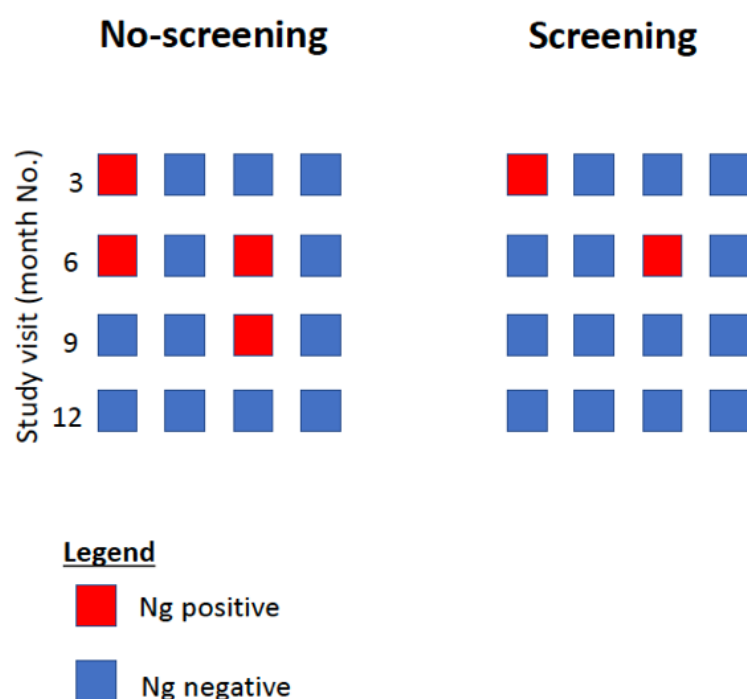 No-screening
Screening
Study visit (month No.)
3
6
9
12
Legend
Ng positive
Ng negative